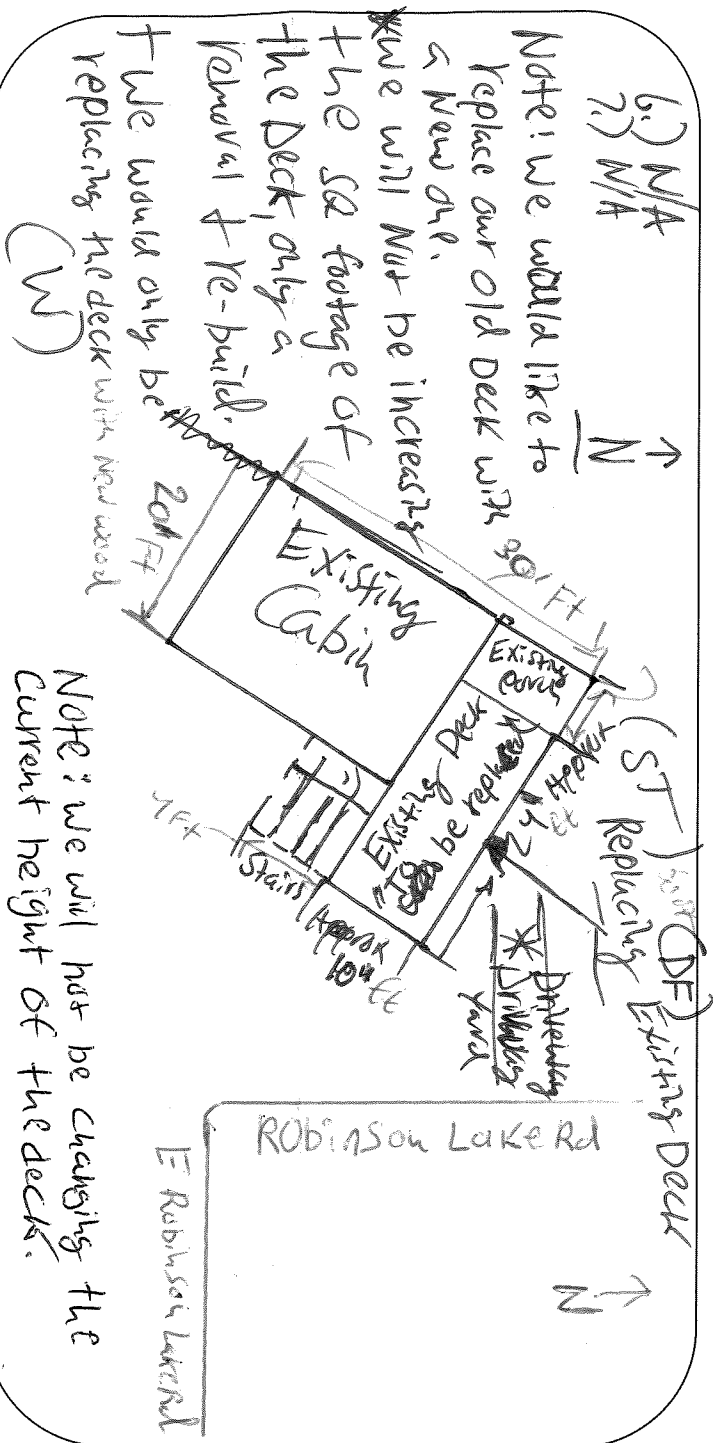 6.) N/A
7.) N/A
N
Note: we would like to
replace our old Deck with
a new one.
*we will Not be increasing
the SQ footage of
the Deck, only a
removal + re-build.
+ We would only be
replacing the deck with new wood
(W)
20 Ft
30' Ft
Existing
Cabin
Existing
Existing Deck
be replaced
Approx
Ft
Stairs
Approx
10" Ft
(ST)
(DF)
Replacing Existing Deck
* Driveway
Yard
Robinson Lake Rd
E Robinson Lake Rd
N
Note: we will not be changing the
Current height of the deck.